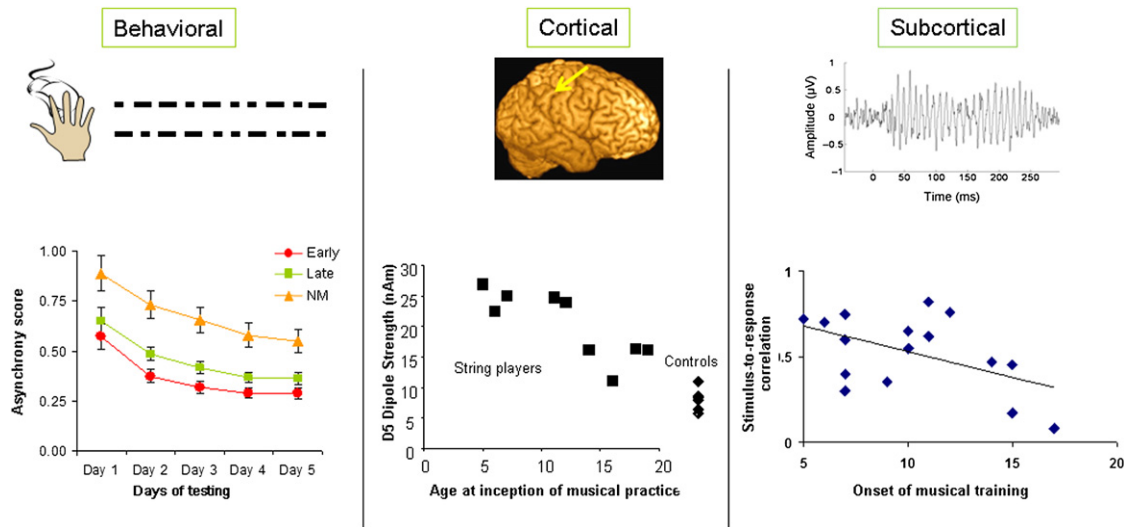 Behavioral
Early
Late
NM
1.00
0.75
0.50
0.25
0.00
Asynchrony score
Day 1 Day 2 Day 3 Day 4 Day 5
Days of testing
Cortical
30
25
20
15
10
5
0
D5 Dipole Strength (nAm)
String players
Controls
0 5 10 15 20
Age at inception of musical practice
Subcortical
1
0.5
0
−0.5
−1
Amplitude (µV)
0 50 100 150 200 250
Time (ms)
1
.5
0
Stimulus-to-response
correlation
5 10 15 20
Onset of musical training